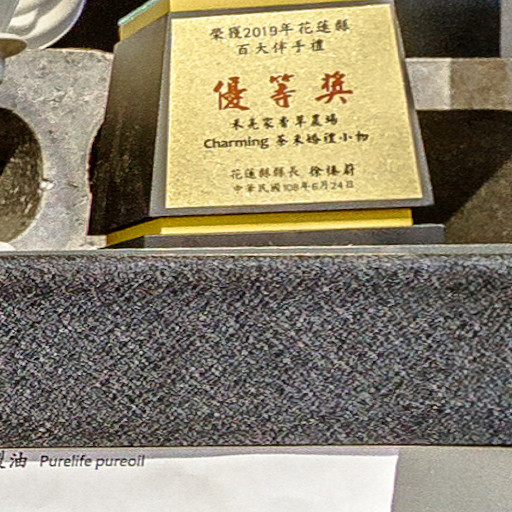 榮獲2019年花蓮縣
百大伴手禮
優等獎
禾亮家香草農場
Charming 茶米婚禮小物
花蓮縣縣長 徐榛蔚
中華民國108年6月24日
油 Purelife pureoil